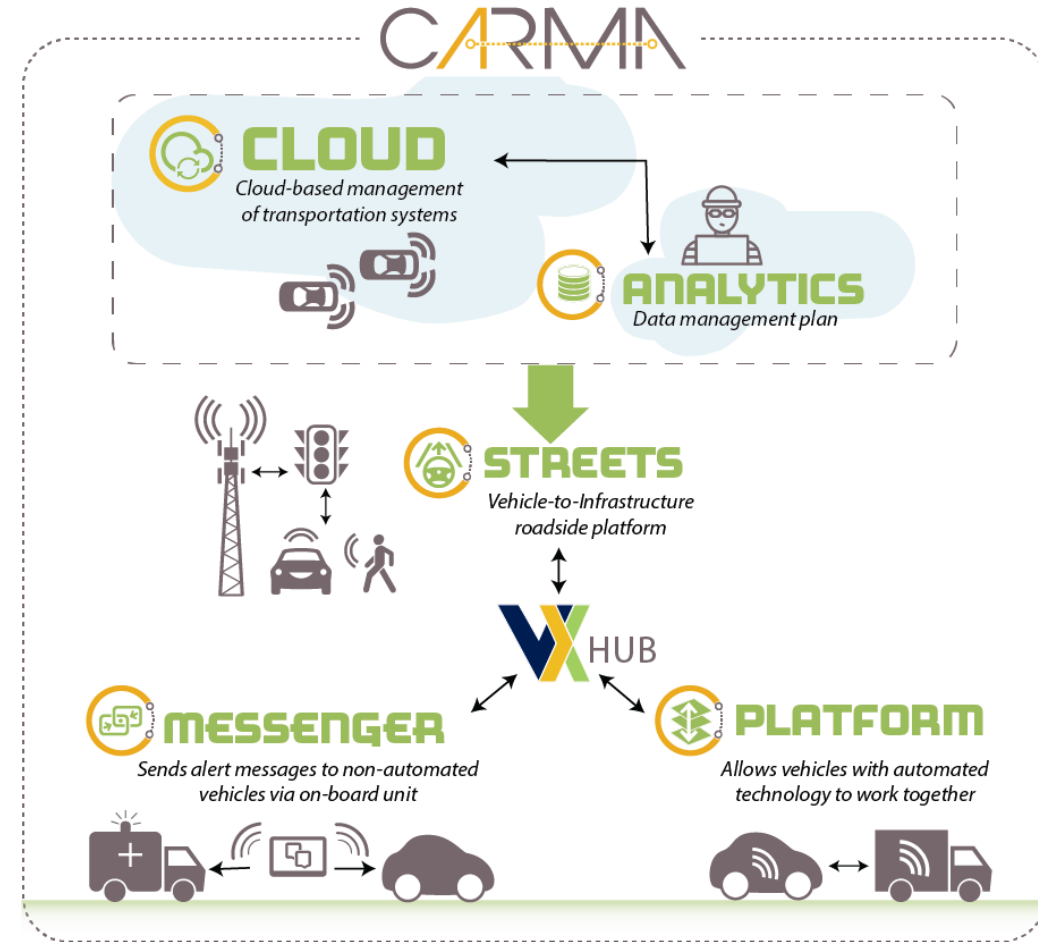 CARMA
CLOUD
Cloud-based management
of transportation systems
ANALYTICS
Data management plan
STREETS
Vehicle-to-Infrastructure
roadside platform
VX HUB
MESSENGER
Sends alert messages to non-automated
vehicles via on-board unit
PLATFORM
Allows vehicles with automated
technology to work together